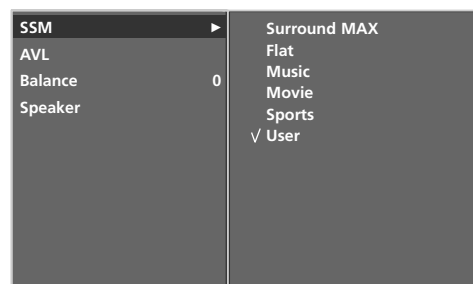 SSM ►
AVL
Balance 0
Speaker
Surround MAX
Flat
Music
Movie
Sports
√ User